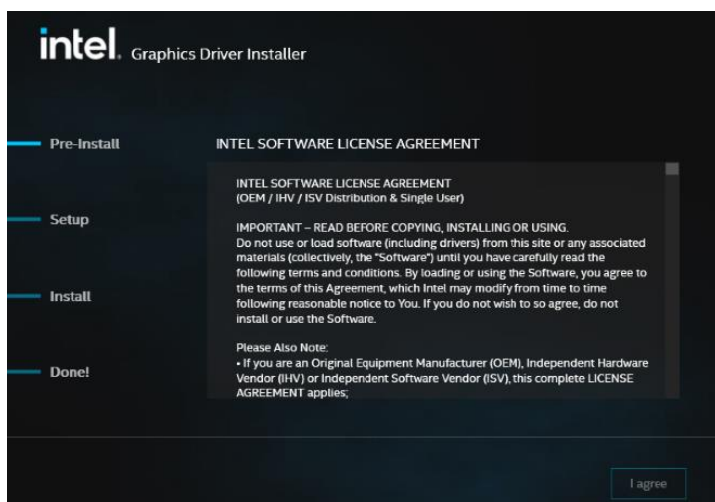 intel. Graphics Driver Installer
Pre-Install
Setup
Install
Done!
INTEL SOFTWARE LICENSE AGREEMENT
INTEL SOFTWARE LICENSE AGREEMENT
(OEM / IHV / ISV Distribution & Single User)
IMPORTANT – READ BEFORE COPYING, INSTALLING OR USING.
Do not use or load software (including drivers) from this site or any associated
materials (collectively, the "Software") until you have carefully read the
following terms and conditions. By loading or using the Software, you agree to
the terms of this Agreement, which Intel may modify from time to time
following reasonable notice to You. If you do not wish to so agree, do not
install or use the Software.
Please Also Note:
• If you are an Original Equipment Manufacturer (OEM), Independent Hardware
Vendor (IHV) or Independent Software Vendor (ISV), this complete LICENSE
AGREEMENT applies;
I agree